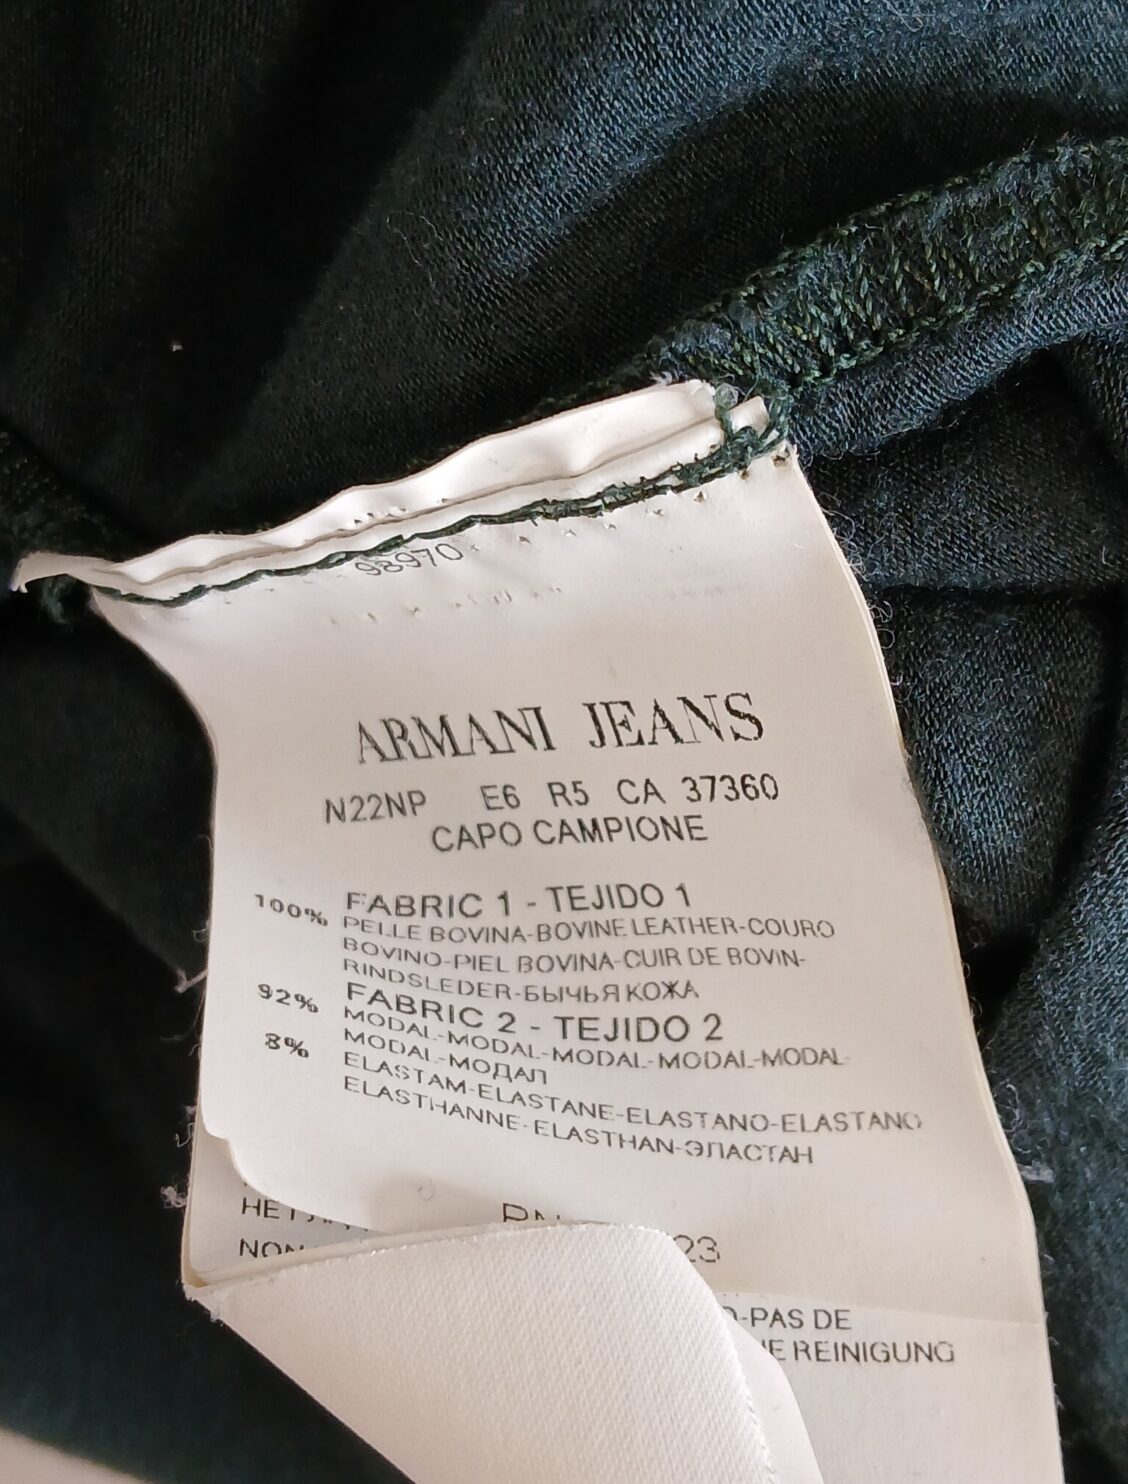 98970
ARMANI JEANS
N22NP E6 R5 CA 37360
CAPO CAMPIONE
FABRIC 1 - TEJIDO 1
100% PELLE BOVINA-BOVINE LEATHER-COURO
BOVINO-PIEL BOVINA-CUIR DE BOVIN-
RINDSLEDER-БЫЧЬЯ КОЖА
FABRIC 2 - TEJIDO 2
92% MODAL-MODAL-MODAL-MODAL-MODAL-
MODAL-МОДАЛ
8% ELASTAM-ELASTANE-ELASTANO-ELASTANO
ELASTHANNE-ELASTHAN-ЭЛАСТАН
НЕ
NON
23
-PAS DE
REINIGUNG